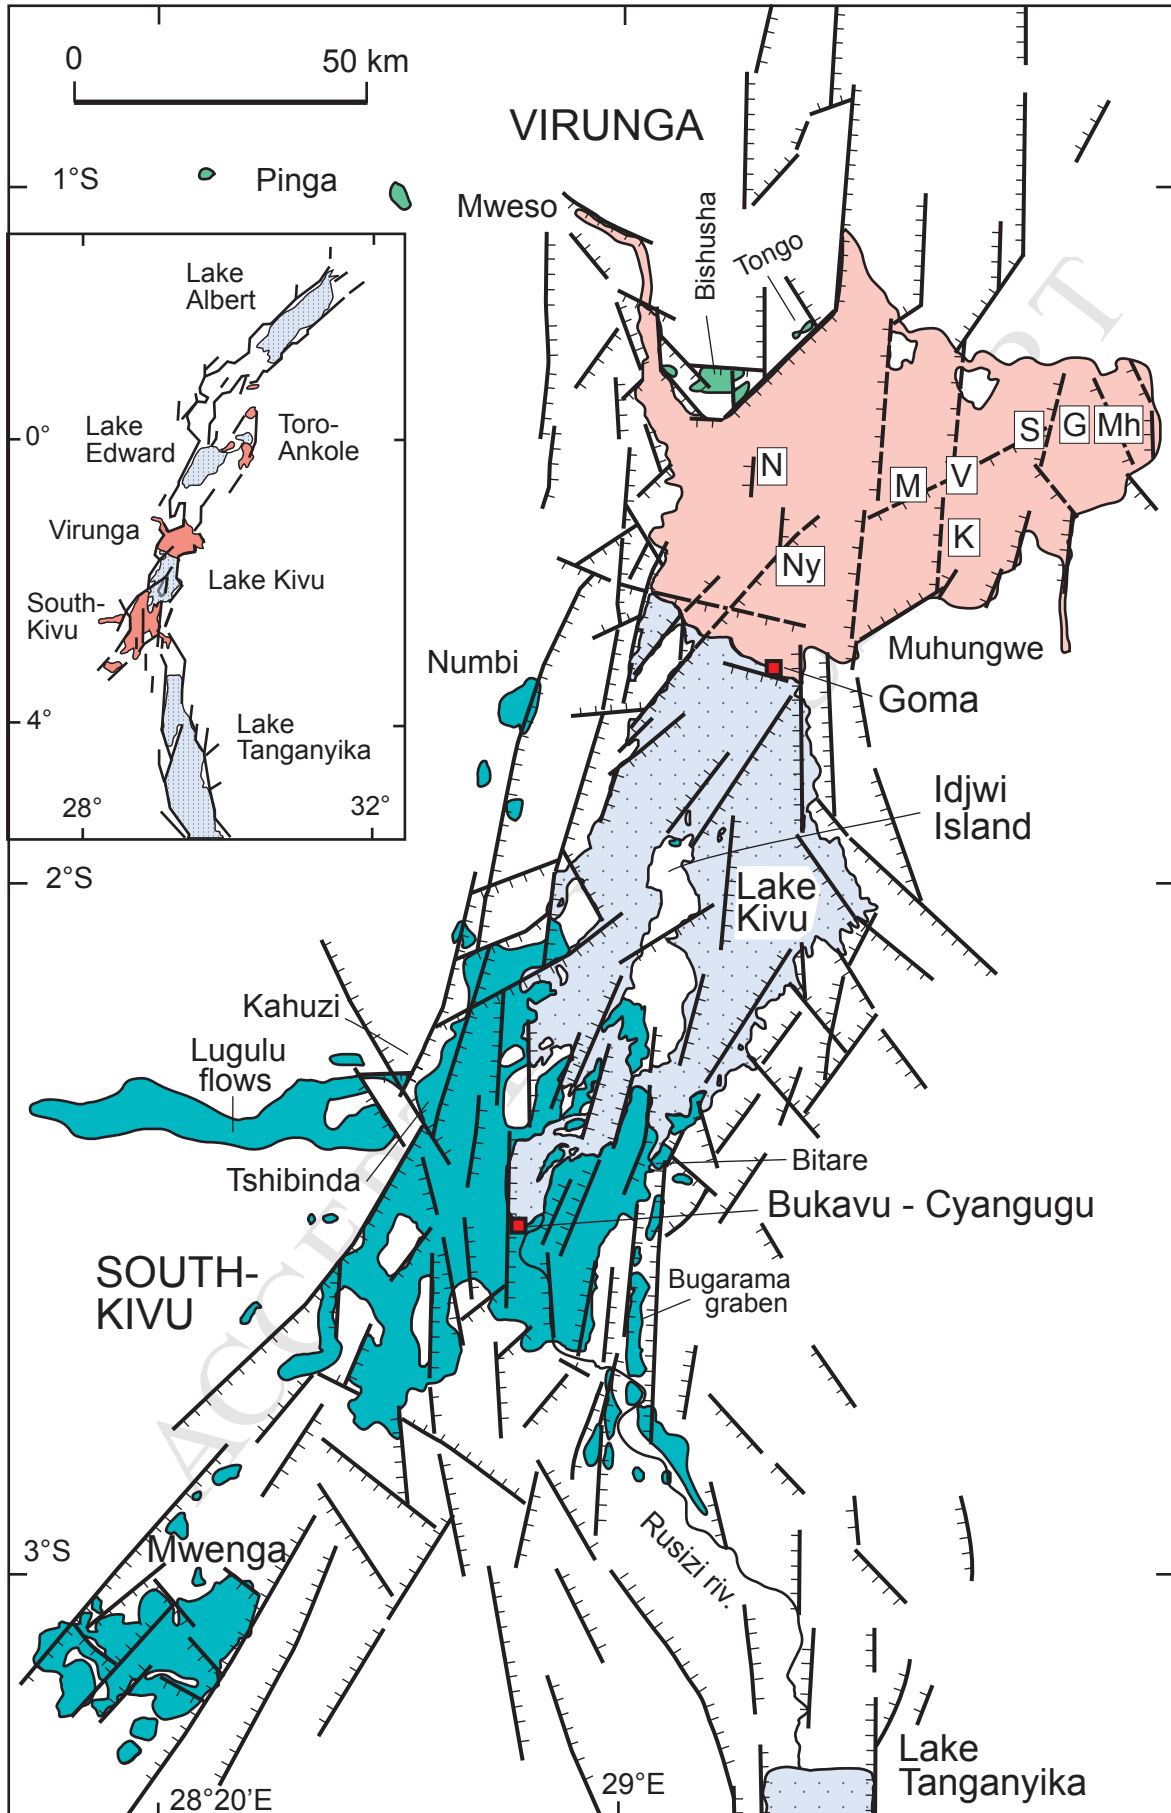 0 50 km
VIRUNGA
1°S
Pinga
Mweso
Bishusha
Tongo
Lake
Albert
0°
Lake
Edward
Toro-
Ankole
Virunga
Lake Kivu
South-
Kivu
4°
Lake
Tanganyika
28°
32°
N
M
V
S
G
Mh
K
Ny
Muhungwe
Goma
Numbi
Idjwi
Island
2°S
Lake
Kivu
Kahuzi
Lugulu
flows
Tshibinda
Bitare
Bukavu - Cyangugu
SOUTH-
KIVU
Bugarama
graben
3°S
Mwenga
Rusizi riv.
28°20'E
29°E
Lake
Tanganyika